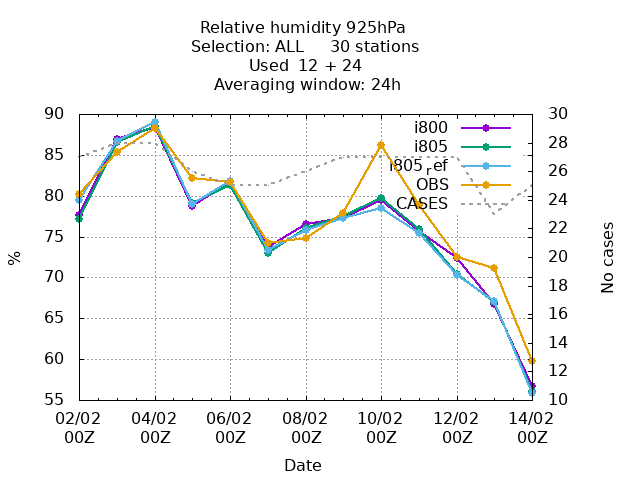 Relative humidity 925hPa
Selection: ALL 30 stations
Used 12 + 24
Averaging window: 24h
90
85
80
75
70
65
60
55
%
30
28
26
24
22
20
18
16
14
12
10
No cases
i800
i805
i805ref
OBS
CASES
02/02 04/02 06/02 08/02 10/02 12/02 14/02
00Z 00Z 00Z 00Z 00Z 00Z 00Z
Date